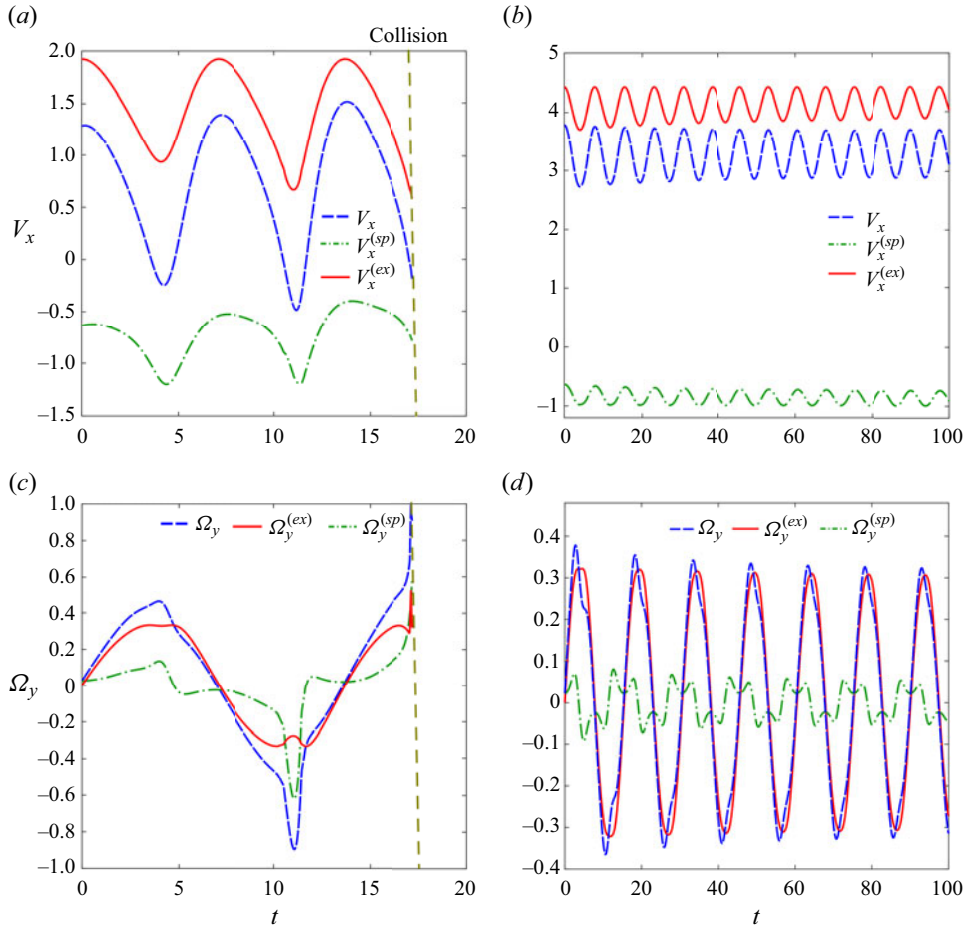 (a)
Collision
2.0
1.5
1.0
0.5
0
–0.5
–1.0
–1.5
V_x
V_x
V_x^(sp)
V_x^(ex)
0 5 10 15 20
(b)
5
4
3
2
1
0
–1
V_x
V_x^(sp)
V_x^(ex)
0 20 40 60 80 100
(c)
1.0
0.8
0.6
0.4
0.2
0
–0.2
–0.4
–0.6
–0.8
–1.0
Ω_y
Ω_y Ω_y^(ex) Ω_y^(sp)
0 5 10 15 20
t
(d)
0.4
0.3
0.2
0.1
0
–0.1
–0.2
–0.3
–0.4
Ω_y Ω_y^(ex) Ω_y^(sp)
0 20 40 60 80 100
t